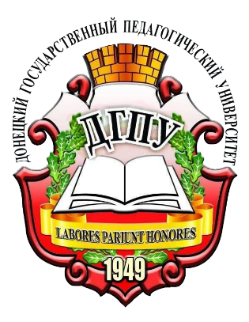 ДОНЕЦКИЙ ГОСУДАРСТВЕННЫЙ ПЕДАГОГИЧЕСКИЙ УНИВЕРСИТЕТ
ДГПУ
LABORES PARIUNT HONORES
1949